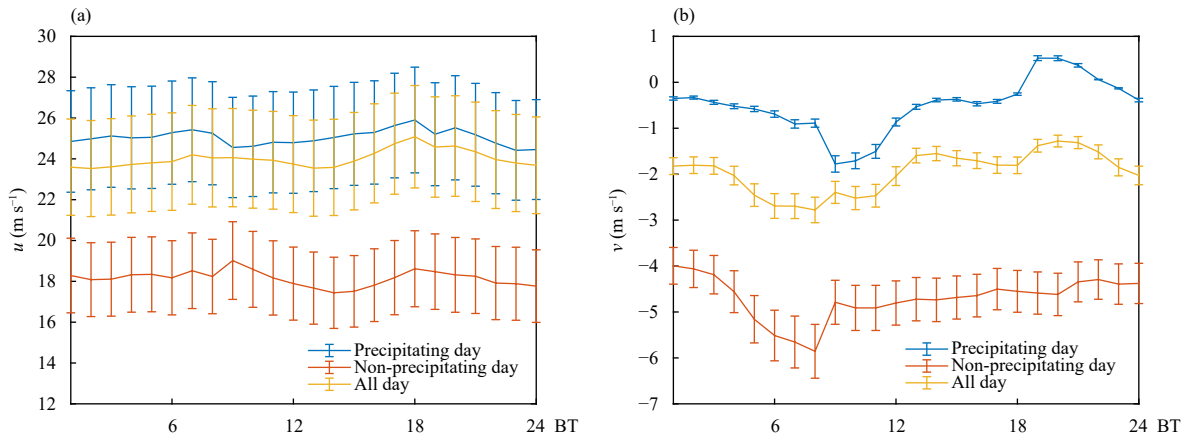 (a)
30
28
26
24
22
20
18
16
14
12
u (m s⁻¹)
6
12
18
24
BT
Precipitating day
Non-precipitating day
All day
(b)
1
0
−1
−2
−3
−4
−5
−6
−7
v (m s⁻¹)
6
12
18
24
BT
Precipitating day
Non-precipitating day
All day